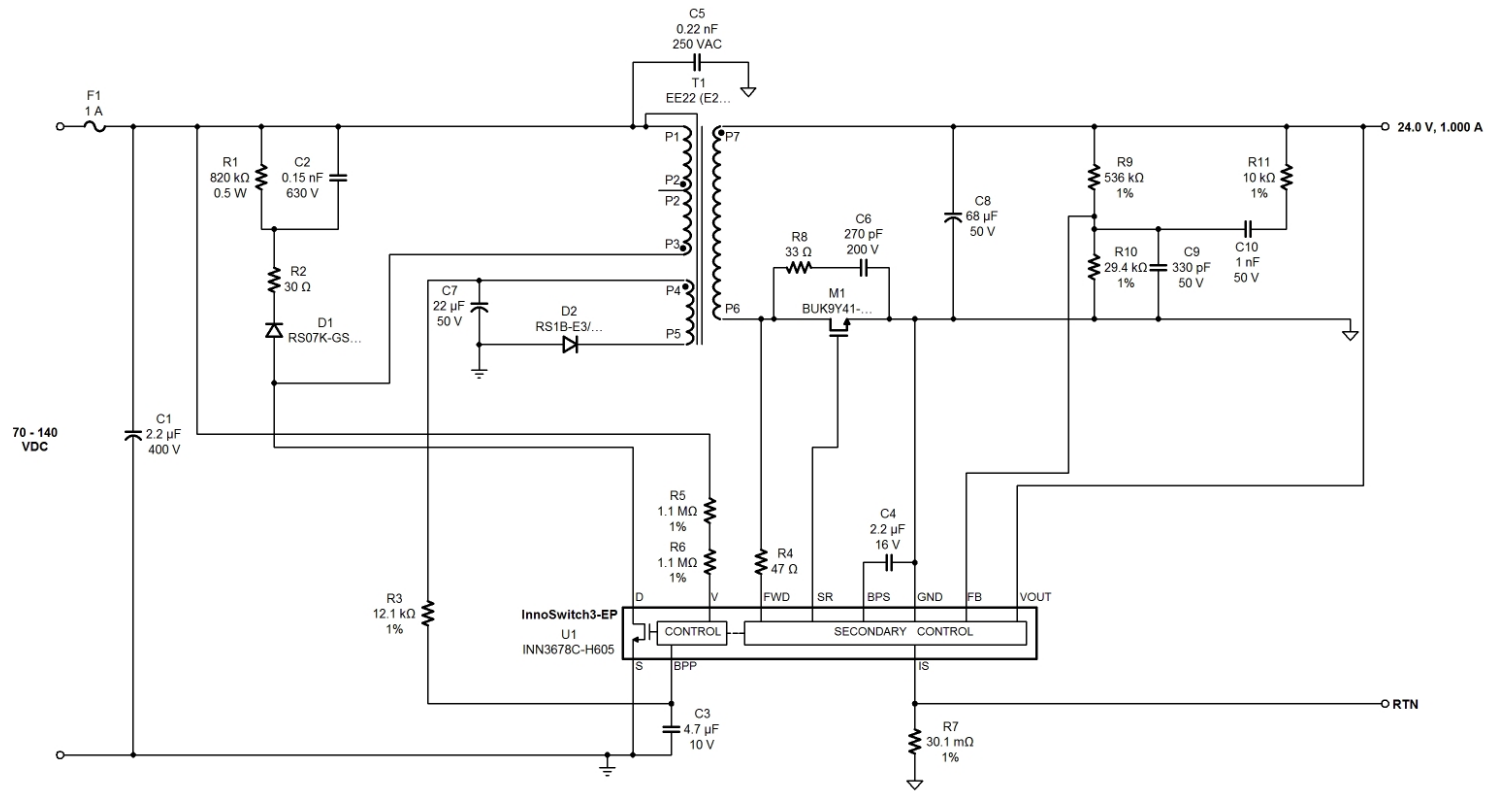 C5
0.22 nF
250 VAC
T1
EE22 (E2...
F1
1 A
P1
P7
24.0 V, 1.000 A
R1
820 kΩ
0.5 W
C2
0.15 nF
630 V
P2
P2
P3
R9
536 kΩ
1%
R11
10 kΩ
1%
C8
68 µF
50 V
C6
270 pF
200 V
R8
33 Ω
R10
29.4 kΩ
1%
C9
330 pF
50 V
C10
1 nF
50 V
R2
30 Ω
C7
22 µF
50 V
P4
P5
P6
M1
BUK9Y41-...
D2
RS1B-E3/...
D1
RS07K-GS...
70 - 140
VDC
C1
2.2 µF
400 V
R5
1.1 MΩ
1%
R6
1.1 MΩ
1%
R4
47 Ω
C4
2.2 µF
16 V
R3
12.1 kΩ
1%
D
V
FWD
SR
BPS
GND
FB
VOUT
InnoSwitch3-EP
U1
INN3678C-H605
CONTROL
SECONDARY CONTROL
S
BPP
IS
C3
4.7 µF
10 V
RTN
R7
30.1 mΩ
1%